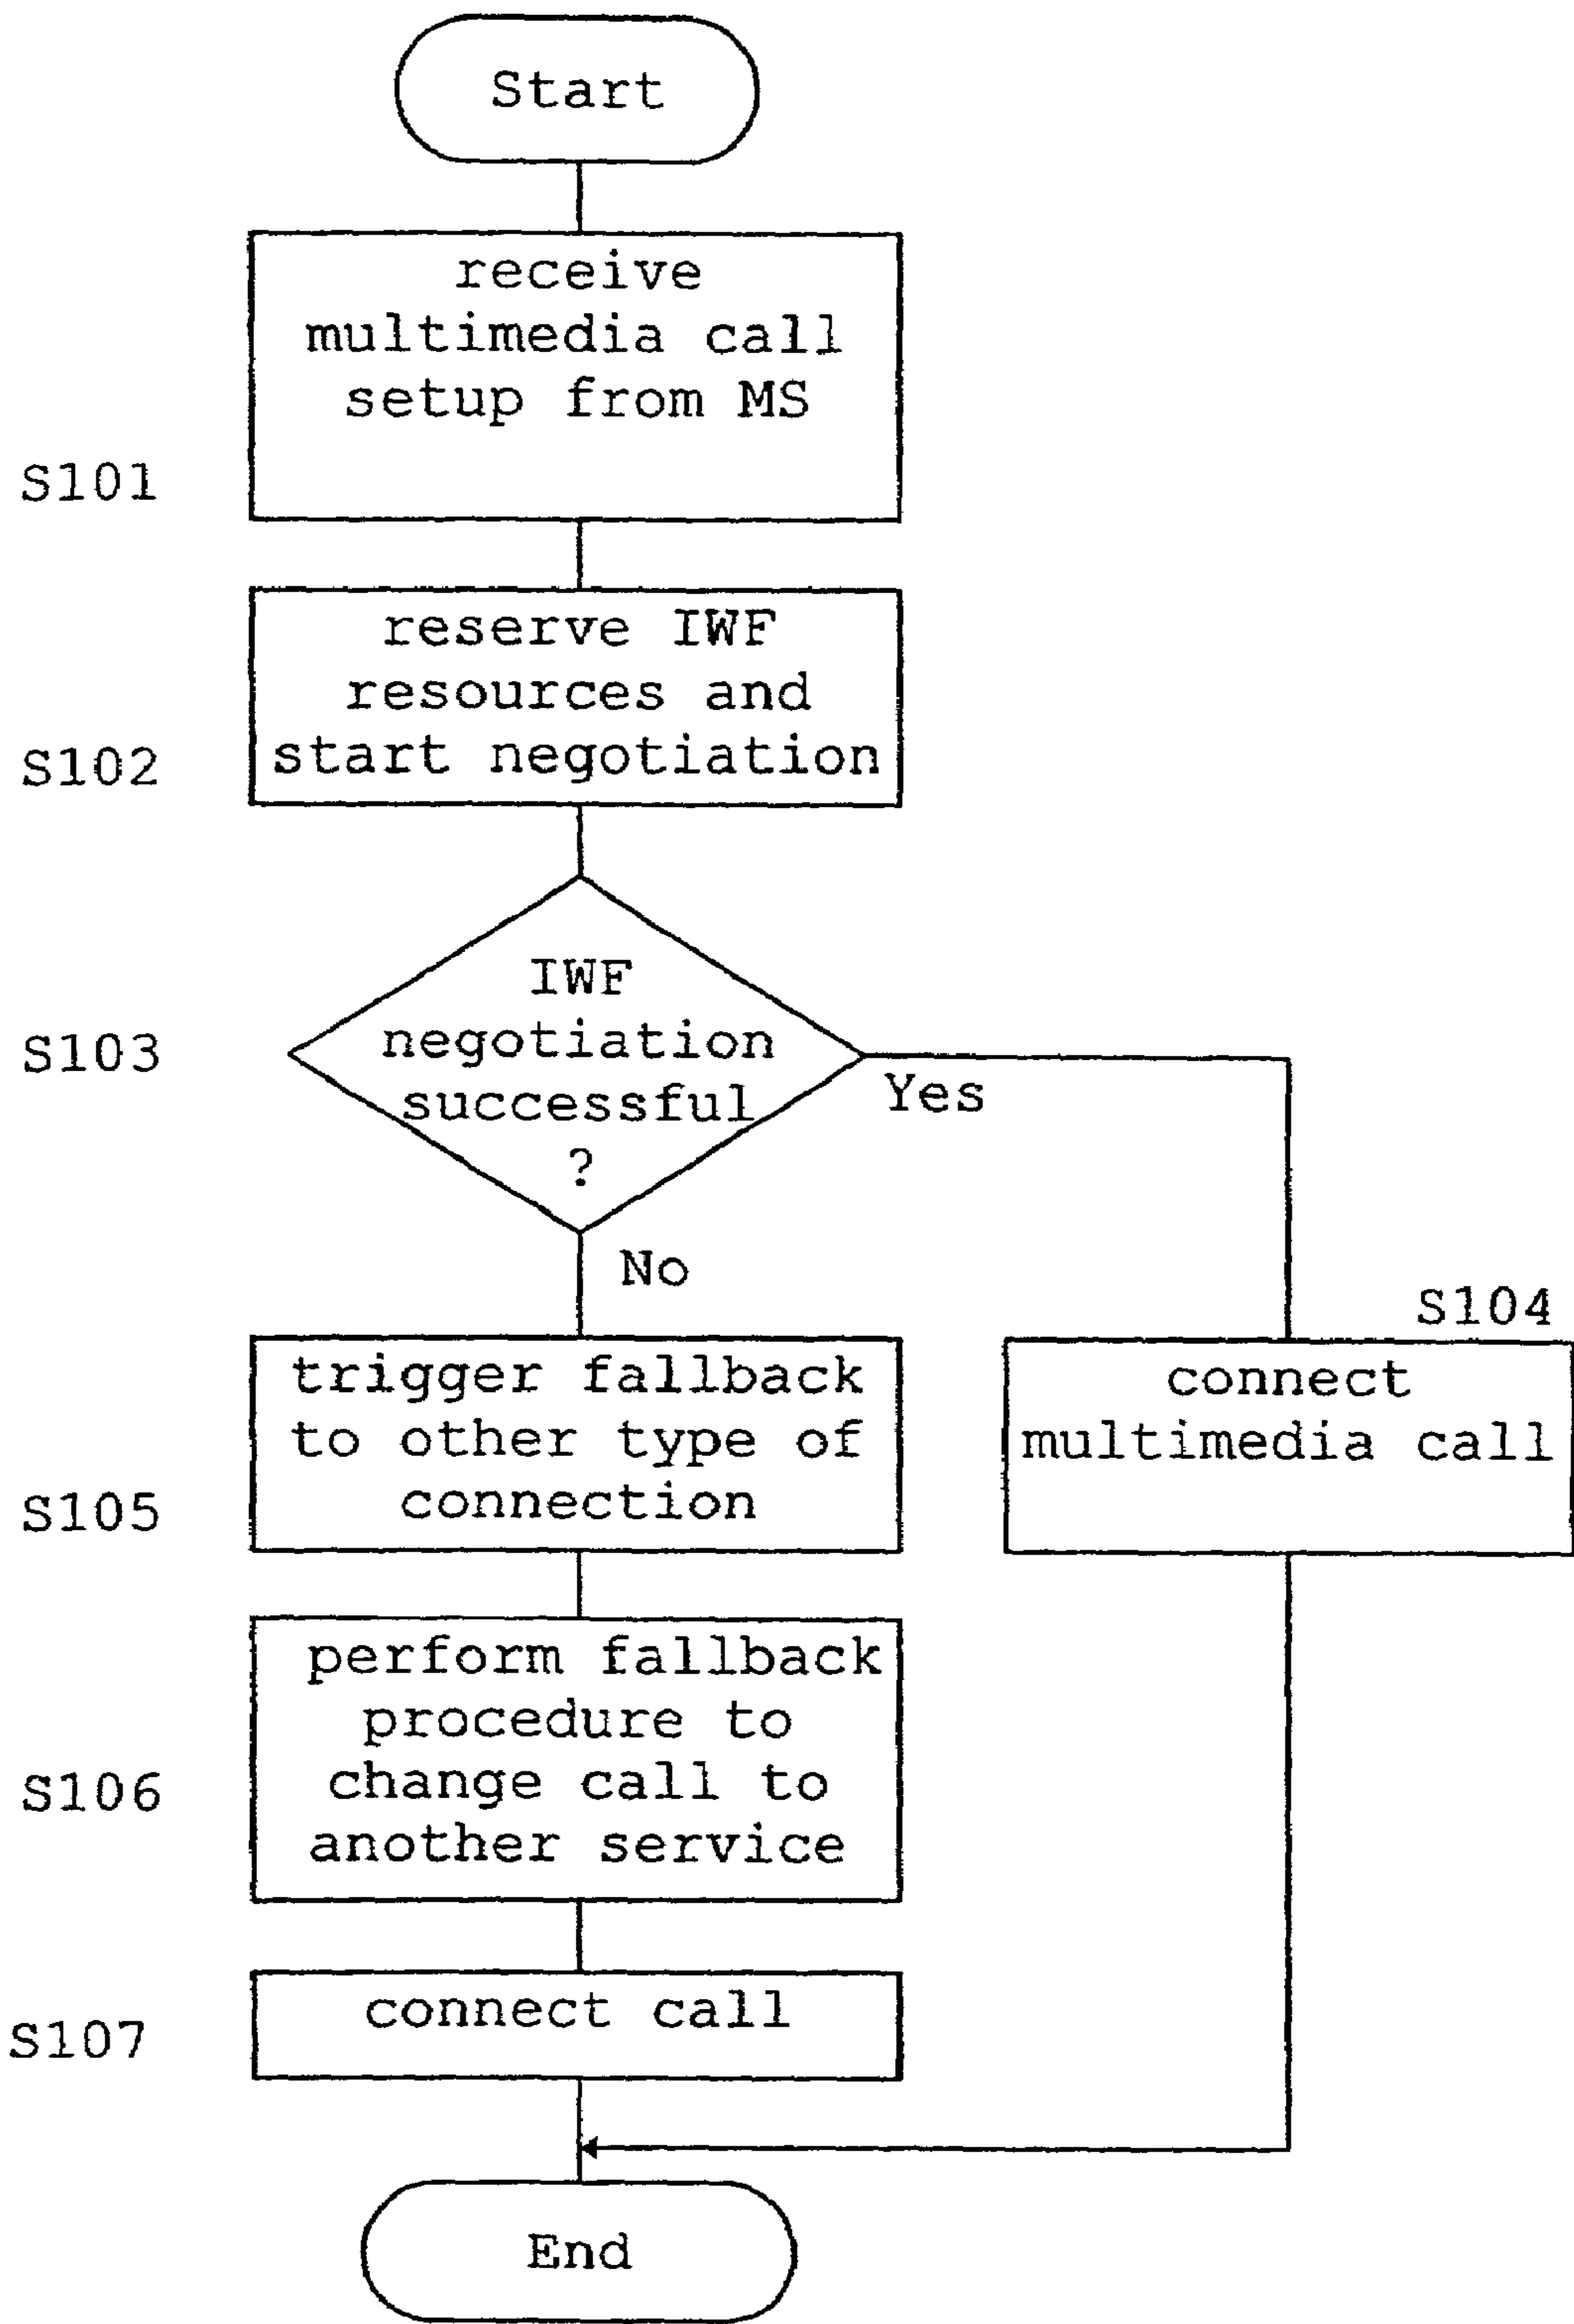 Start
receive
multimedia call
setup from MS
S101
reserve IWF
resources and
start negotiation
S102
IWF
negotiation
successful
?
S103
Yes
No
S104
connect
multimedia call
trigger fallback
to other type of
connection
S105
perform fallback
procedure to
change call to
another service
S106
connect call
S107
End